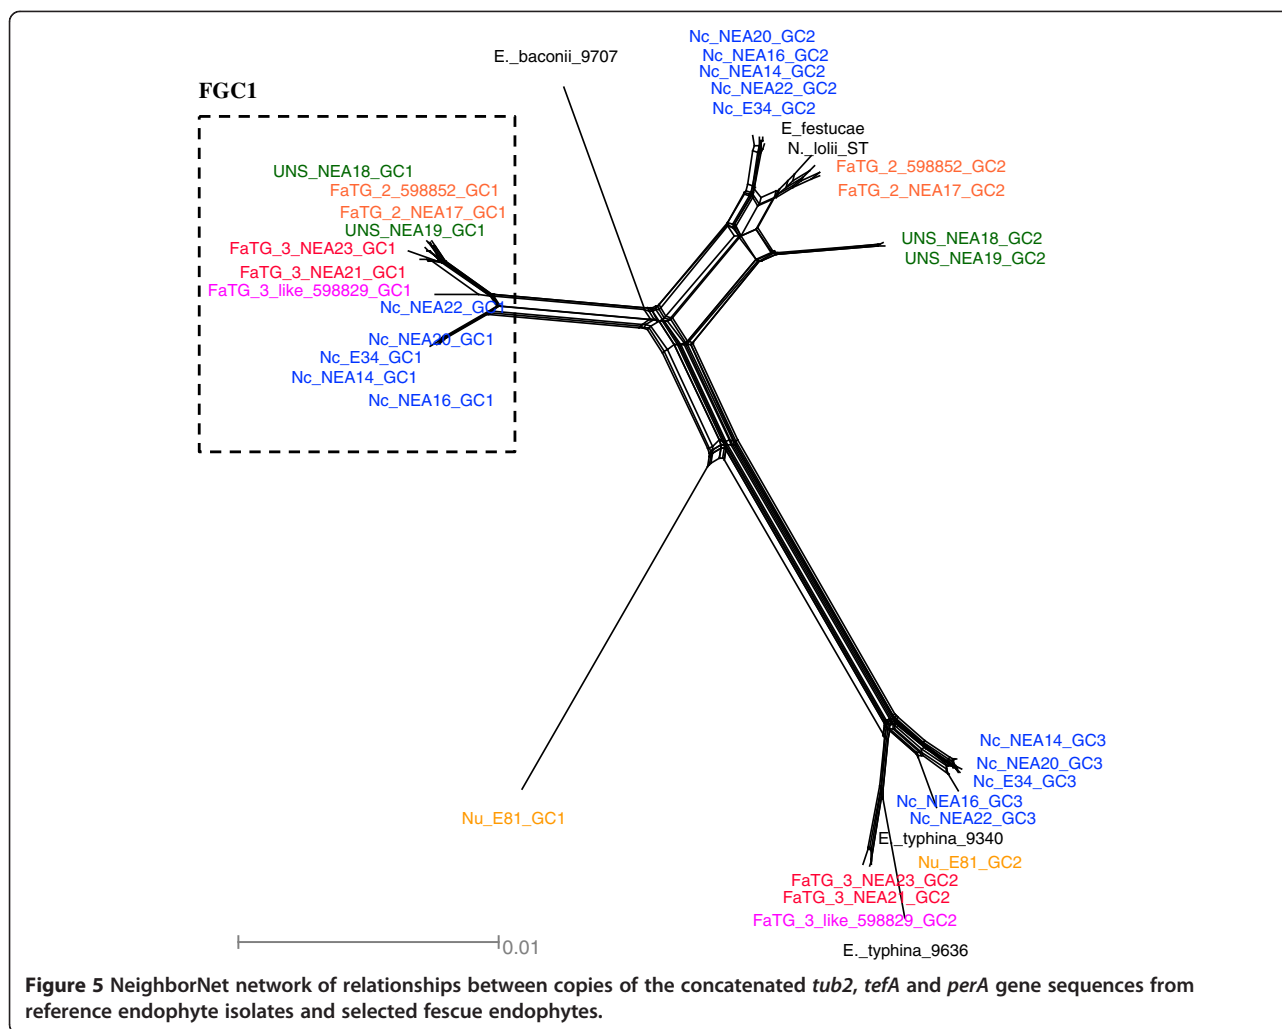 E._baconii_9707
Nc_NEA20_GC2
Nc_NEA16_GC2
Nc_NEA14_GC2
Nc_NEA22_GC2
Nc_E34_GC2
E_festucae
N._lolii_ST
FaTG_2_598852_GC2
FaTG_2_NEA17_GC2
UNS_NEA18_GC2
UNS_NEA19_GC2
FGC1
UNS_NEA18_GC1
FaTG_2_598852_GC1
FaTG_2_NEA17_GC1
UNS_NEA19_GC1
FaTG_3_NEA23_GC1
FaTG_3_NEA21_GC1
FaTG_3_like_598829_GC1
Nc_NEA22_GC1
Nc_NEA20_GC1
Nc_E34_GC1
Nc_NEA14_GC1
Nc_NEA16_GC1
Nc_NEA14_GC3
Nc_NEA20_GC3
Nc_E34_GC3
Nc_NEA16_GC3
Nc_NEA22_GC3
E._typhina_9340
Nu_E81_GC1
Nu_E81_GC2
FaTG_3_NEA23_GC2
FaTG_3_NEA21_GC2
FaTG_3_like_598829_GC2
E._typhina_9636
0.01
Figure 5 NeighborNet network of relationships between copies of the concatenated tub2, tefA and perA gene sequences from
reference endophyte isolates and selected fescue endophytes.